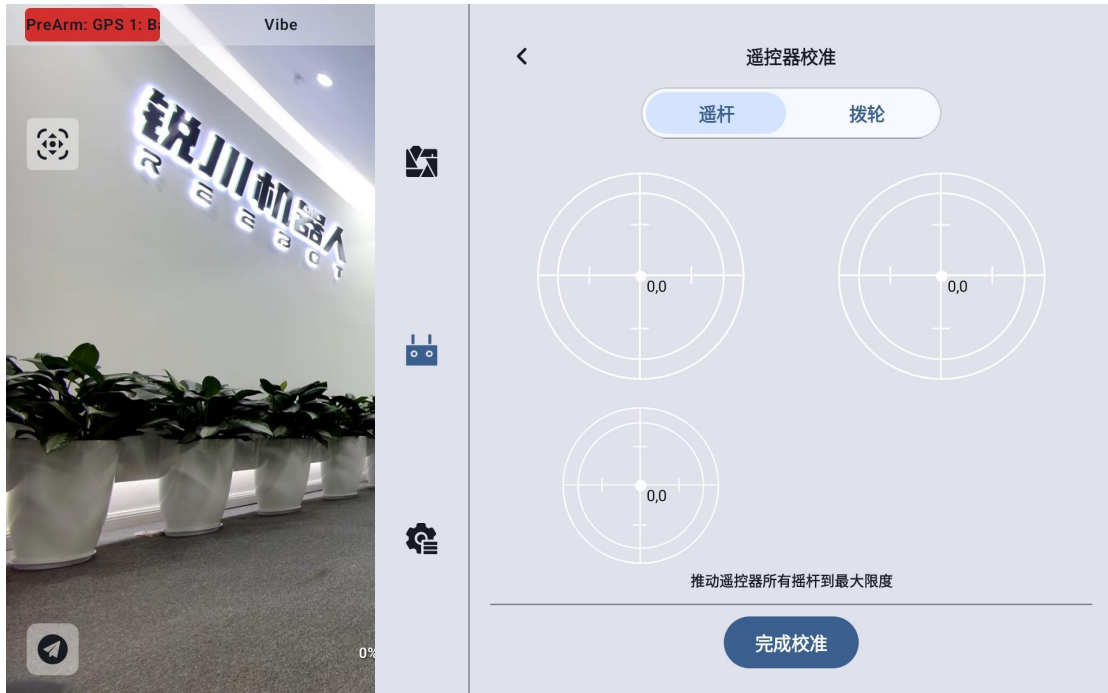 PreArm: GPS 1: Ba
Vibe
锐川机器人
Reeact
0%
遥控器校准
遥杆
拨轮
0,0
0,0
0,0
推动遥控器所有摇杆到最大限度
完成校准